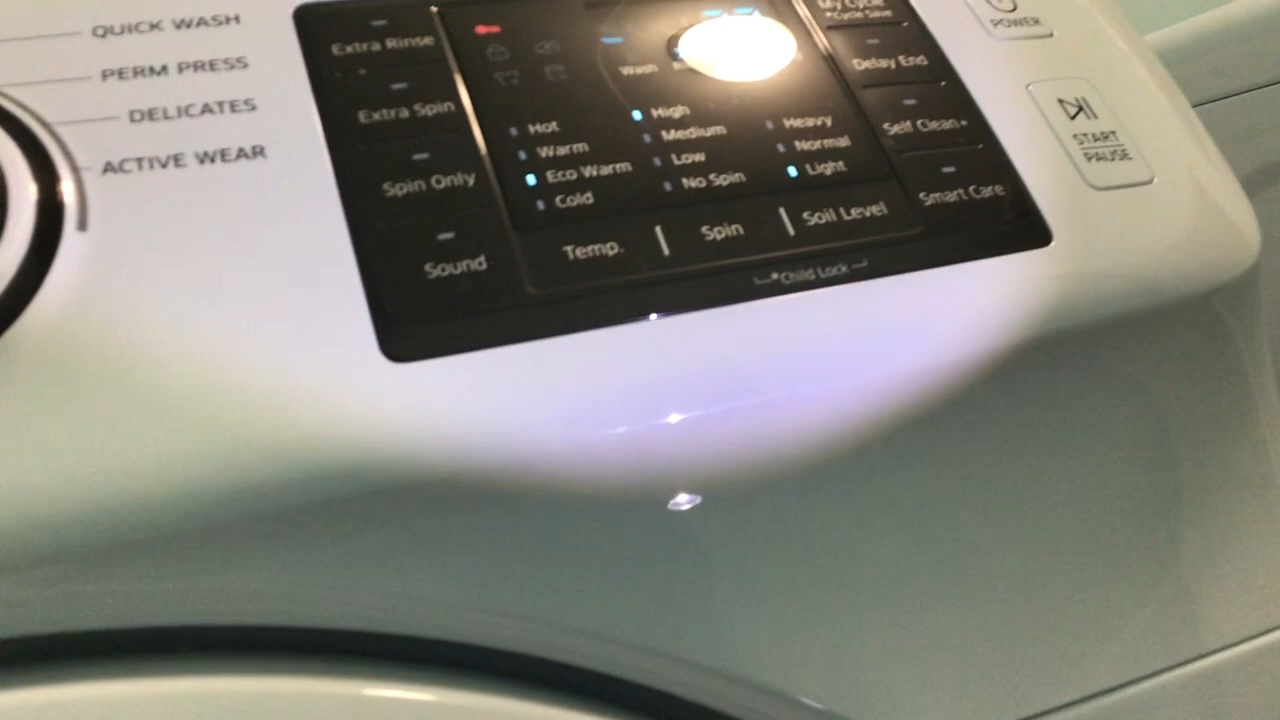 QUICK WASH
PERM PRESS
DELICATES
ACTIVE WEAR
Extra Rinse
Extra Spin
Spin Only
Sound
Wash
Hot
Warm
Eco Warm
Cold
High
Medium
Low
No Spin
Heavy
Normal
Light
Temp.
Spin
Soil Level
*Child Lock
My Cycle
*Cycle Save
Delay End
Self Clean+
Smart Care
POWER
START
PAUSE